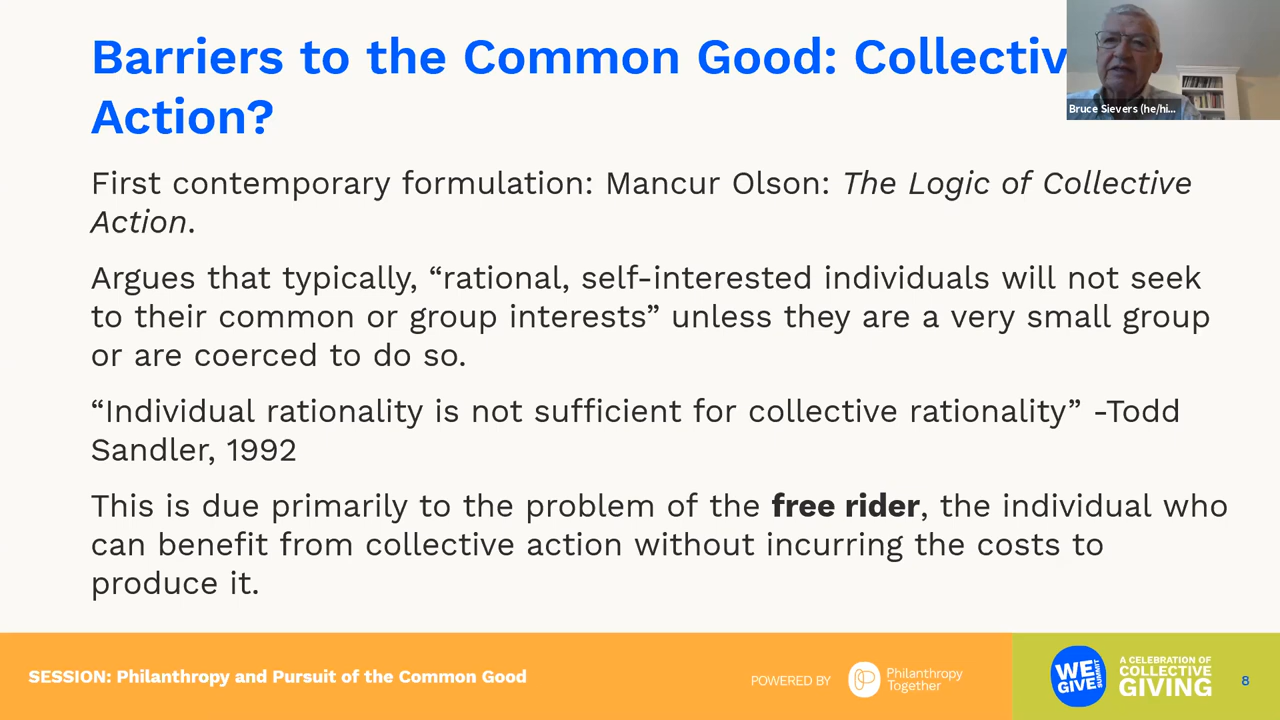 Barriers to the Common Good: Collectiv
Action?
Bruce Sievers (he/hi...
First contemporary formulation: Mancur Olson: The Logic of Collective
Action.
Argues that typically, “rational, self-interested individuals will not seek
to their common or group interests” unless they are a very small group
or are coerced to do so.
“Individual rationality is not sufficient for collective rationality” -Todd
Sandler, 1992
This is due primarily to the problem of the free rider, the individual who
can benefit from collective action without incurring the costs to
produce it.
SESSION: Philanthropy and Pursuit of the Common Good
POWERED BY
Philanthropy
Together
WE
GIVE
SUMMIT
A CELEBRATION OF
COLLECTIVE
GIVING
8